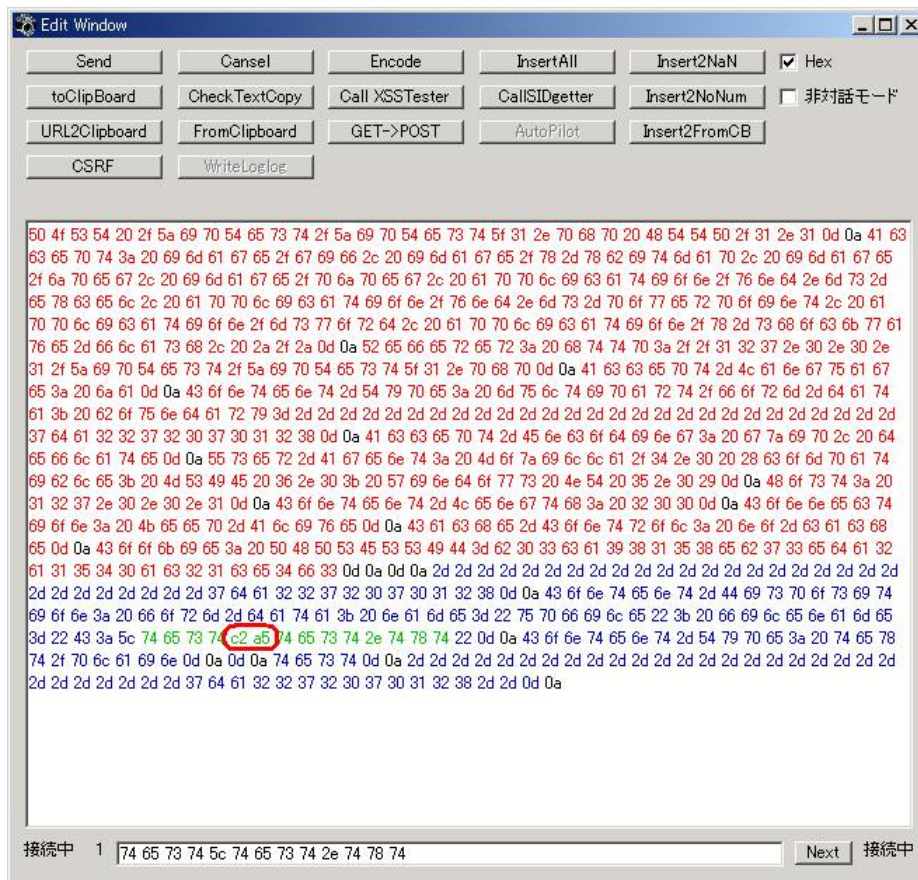 Edit Window
Send Cansel Encode InsertAll Insert2NaN Hex
toClipBoard CheckTextCopy Call XSSTester CallSIDgetter Insert2NoNum 非対話モード
URL2Clipboard FromClipboard GET->POST AutoPilot Insert2FromCB
CSRF WriteLoglog
50 4f 53 54 20 2f 5a 69 70 54 65 73 74 2f 5a 69 70 54 65 73 74 5f 31 2e 70 68 70 20 48 54 54 50 2f 31 2e 31 0d 0a 41 63
63 65 70 74 3a 20 69 6d 61 67 65 2f 67 69 66 2c 20 69 6d 61 67 65 2f 78 2d 78 62 69 74 6d 61 70 2c 20 69 6d 61 67 65
2f 6a 70 65 67 2c 20 69 6d 61 67 65 2f 70 6a 70 65 67 2c 20 61 70 70 6c 69 63 61 74 69 6f 6e 2f 76 6e 64 2e 6d 73 2d
65 78 63 65 6c 2c 20 61 70 70 6c 69 63 61 74 69 6f 6e 2f 76 6e 64 2e 6d 73 2d 70 6f 77 65 72 70 6f 69 6e 74 2c 20 61
70 70 6c 69 63 61 74 69 6f 6e 2f 6d 73 77 6f 72 64 2c 20 61 70 70 6c 69 63 61 74 69 6f 6e 2f 78 2d 73 68 6f 63 6b 77 61
76 65 2d 66 6c 61 73 68 2c 20 2a 2f 2a 0d 0a 52 65 66 65 72 65 72 3a 20 68 74 74 70 3a 2f 2f 31 32 37 2e 30 2e 30 2e
31 2f 5a 69 70 54 65 73 74 2f 5a 69 70 54 65 73 74 5f 31 2e 70 68 70 0d 0a 41 63 63 65 70 74 2d 4c 61 6e 67 75 61 67
65 3a 20 6a 61 0d 0a 43 6f 6e 74 65 6e 74 2d 54 79 70 65 3a 20 6d 75 6c 74 69 70 61 72 74 2f 66 6f 72 6d 2d 64 61 74
61 3b 20 62 6f 75 6e 64 61 72 79 3d 2d 2d 2d 2d 2d 2d 2d 2d 2d 2d 2d 2d 2d 2d 2d 2d 2d 2d 2d 2d 2d 2d 2d 2d 2d 2d 2d
37 64 61 32 32 37 32 30 37 30 31 32 38 0d 0a 41 63 63 65 70 74 2d 45 6e 63 6f 64 69 6e 67 3a 20 67 7a 69 70 2c 20 64
65 66 6c 61 74 65 0d 0a 55 73 65 72 2d 41 67 65 6e 74 3a 20 4d 6f 7a 69 6c 6c 61 2f 34 2e 30 20 28 63 6f 6d 70 61 74
69 62 6c 65 3b 20 4d 53 49 45 20 36 2e 30 3b 20 57 69 6e 64 6f 77 73 20 4e 54 20 35 2e 30 29 0d 0a 48 6f 73 74 3a 20
31 32 37 2e 30 2e 30 2e 31 0d 0a 43 6f 6e 74 65 6e 74 2d 4c 65 6e 67 74 68 3a 20 32 30 30 0d 0a 43 6f 6e 6e 65 63 74
69 6f 6e 3a 20 4b 65 65 70 2d 41 6c 69 76 65 0d 0a 43 61 63 68 65 2d 43 6f 6e 74 72 6f 6c 3a 20 6e 6f 2d 63 61 63 68
65 0d 0a 43 6f 6f 6b 69 65 3a 20 50 48 50 53 45 53 53 49 44 3d 62 30 33 63 61 39 38 31 35 38 65 62 37 33 65 64 61 32
61 31 35 34 30 61 63 32 31 63 65 34 66 33 0d 0a 0d 0a 2d 2d 2d 2d 2d 2d 2d 2d 2d 2d 2d 2d 2d 2d 2d 2d 2d 2d 2d 2d 2d
2d 2d 2d 2d 2d 2d 2d 2d 37 64 61 32 32 37 32 30 37 30 31 32 38 0d 0a 43 6f 6e 74 65 6e 74 2d 44 69 73 70 6f 73 69 74
69 6f 6e 3a 20 66 6f 72 6d 2d 64 61 74 61 3b 20 6e 61 6d 65 3d 22 75 70 66 69 6c 65 22 3b 20 66 69 6c 65 6e 61 6d 65
3d 22 43 3a 5c 74 65 73 74 c2 a5 74 65 73 74 2e 74 78 74 22 0d 0a 43 6f 6e 74 65 6e 74 2d 54 79 70 65 3a 20 74 65 78
74 2f 70 6c 61 69 6e 0d 0a 0d 0a 74 65 73 74 0d 0a 2d 2d 2d 2d 2d 2d 2d 2d 2d 2d 2d 2d 2d 2d 2d 2d 2d 2d 2d 2d 2d 2d
2d 2d 2d 2d 2d 2d 2d 37 64 61 32 32 37 32 30 37 30 31 32 38 2d 2d 0d 0a
接続中 1 74 65 73 74 5c 74 65 73 74 2e 74 78 74 Next 接続中